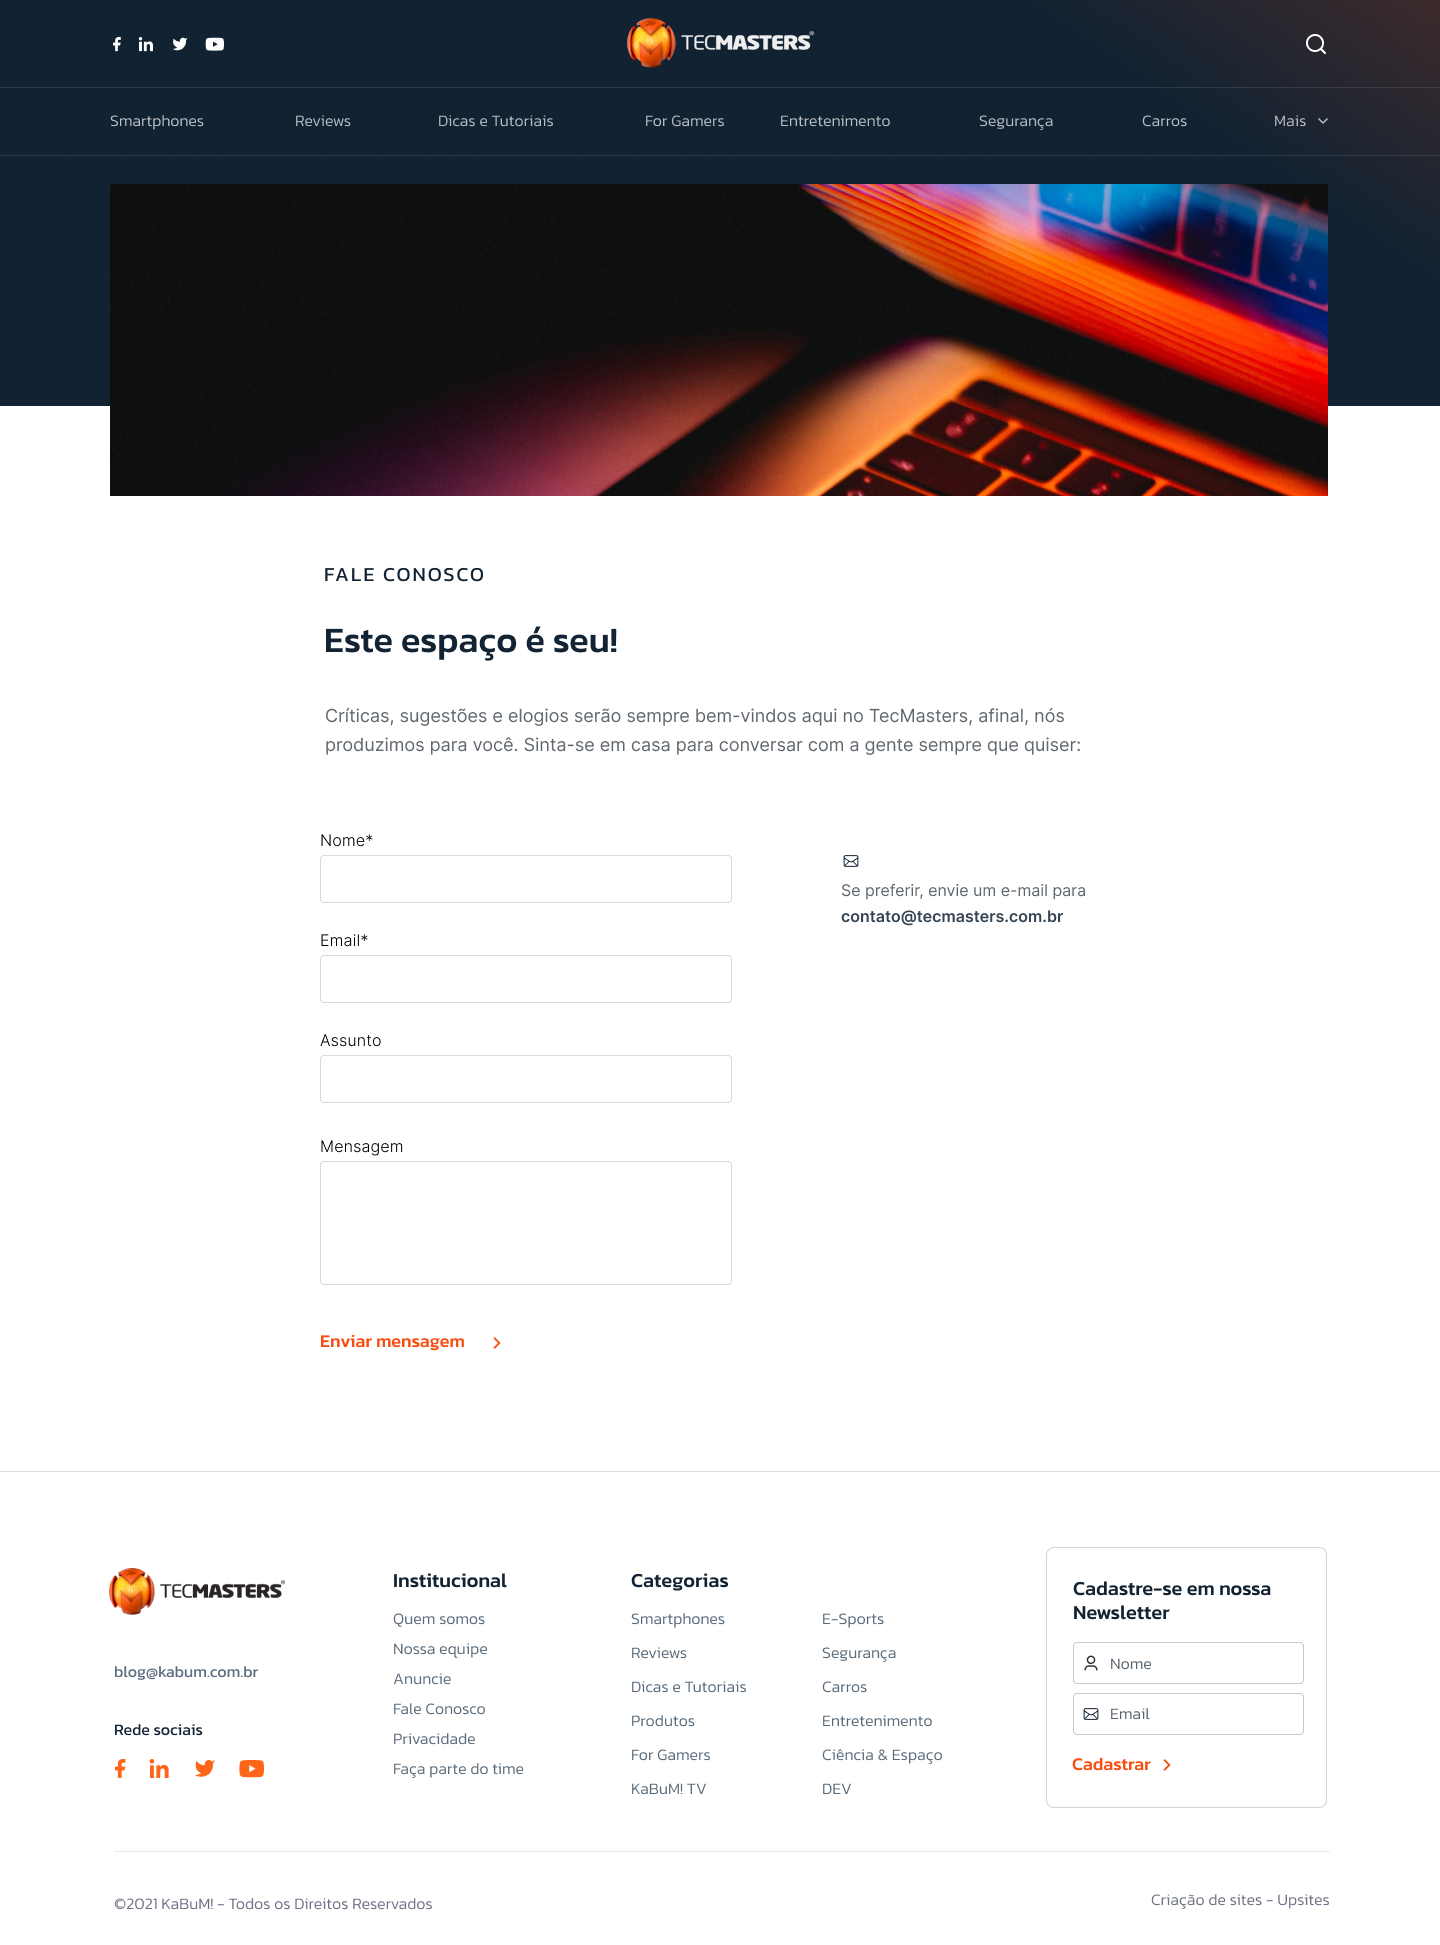 TECMASTERS
Smartphones
Reviews
Dicas e Tutoriais
For Gamers
Entretenimento
Segurança
Carros
Mais
FALE CONOSCO
Este espaço é seu!
Críticas, sugestões e elogios serão sempre bem-vindos aqui no TecMasters, afinal, nós
produzimos para você. Sinta-se em casa para conversar com a gente sempre que quiser:
Nome*
Email*
Assunto
Mensagem
Enviar mensagem
Se preferir, envie um e-mail para
contato@tecmasters.com.br
TECMASTERS
blog@kabum.com.br
Rede sociais
Institucional
Quem somos
Nossa equipe
Anuncie
Fale Conosco
Privacidade
Faça parte do time
Categorias
Smartphones
Reviews
Dicas e Tutoriais
Produtos
For Gamers
KaBuM! TV
E-Sports
Segurança
Carros
Entretenimento
Ciência & Espaço
DEV
Cadastre-se em nossa
Newsletter
Nome
Email
Cadastrar
©2021 KaBuM! - Todos os Direitos Reservados
Criação de sites - Upsites